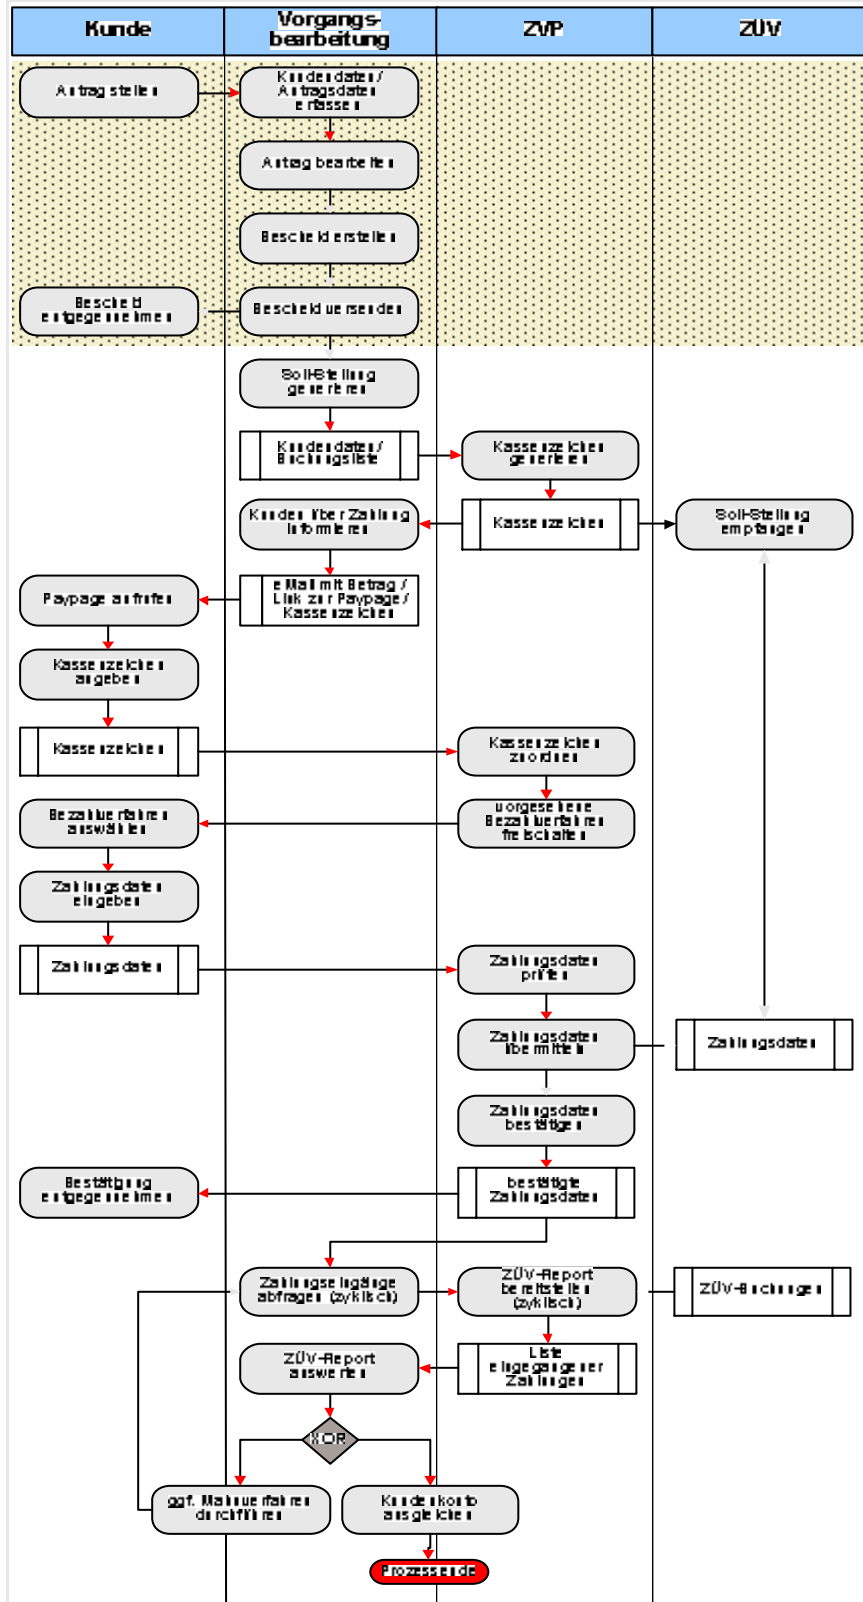 Kunde
Vorgangs-
bearbeitung
ZVP
ZÜV
Antrag stellen
Kundendaten/
Antragsdaten
erfassen
Antrag bearbeiten
Bescheid erstellen
Bescheid
entgegennehmen
Bescheid versenden
Soll-Stellung
generieren
Kundendaten/
Buchungsliste
Kassenzeichen
generieren
Kunden über Zahlung
informieren
Kassenzeichen
Soll-Stellung
empfangen
Paypage aufrufen
eMail mit Betrag /
Link zur Paypage /
Kassenzeichen
Kassenzeichen
angeben
Kassenzeichen
Kassenzeichen
zuordnen
Bezahlverfahren
auswählen
vorgesehene
Bezahlverfahren
freischalten
Zahlungsdaten
eingeben
Zahlungsdaten
Zahlungsdaten
prüfen
Zahlungsdaten
übermitteln
Zahlungsdaten
Zahlungsdaten
bestätigen
Bestätigung
entgegennehmen
bestätigte
Zahlungsdaten
Zahlungseingänge
abfragen (zyklisch)
ZÜV-Report
bereitstellen
(zyklisch)
ZÜV-Buchungen
ZÜV-Report
auswerten
Liste
eingegangener
Zahlungen
XOR
ggf. Mahnverfahren
durchführen
Kundenkonto
ausgleichen
Prozessende